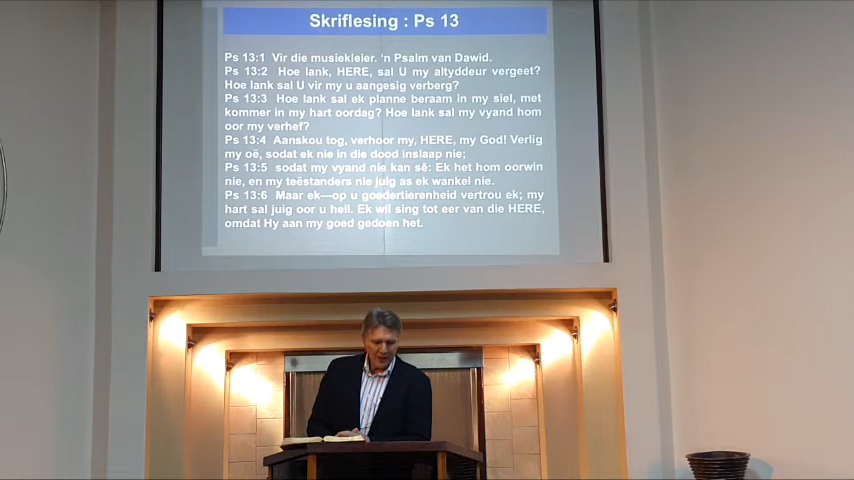 Skriflesing : Ps 13
Ps 13:1 Vir die musiekleier. 'n Psalm van Dawid.
Ps 13:2 Hoe lank, HERE, sal U my altyddeur vergeet?
Hoe lank sal U vir my u aangesig verberg?
Ps 13:3 Hoe lank sal ek planne beraam in my siel, met
kommer in my hart oordag? Hoe lank sal my vyand hom
oor my verhef?
Ps 13:4 Aanskou tog, verhoor my, HERE, my God! Verlig
my oë, sodat ek nie in die dood inslaap nie;
Ps 13:5 sodat my vyand nie kan sê: Ek het hom oorwin
nie, en my teëstanders nie juig as ek wankel nie.
Ps 13:6 Maar ek—op u goedertierenheid vertrou ek; my
hart sal juig oor u heil. Ek wil sing tot eer van die HERE,
omdat Hy aan my goed gedoen het.